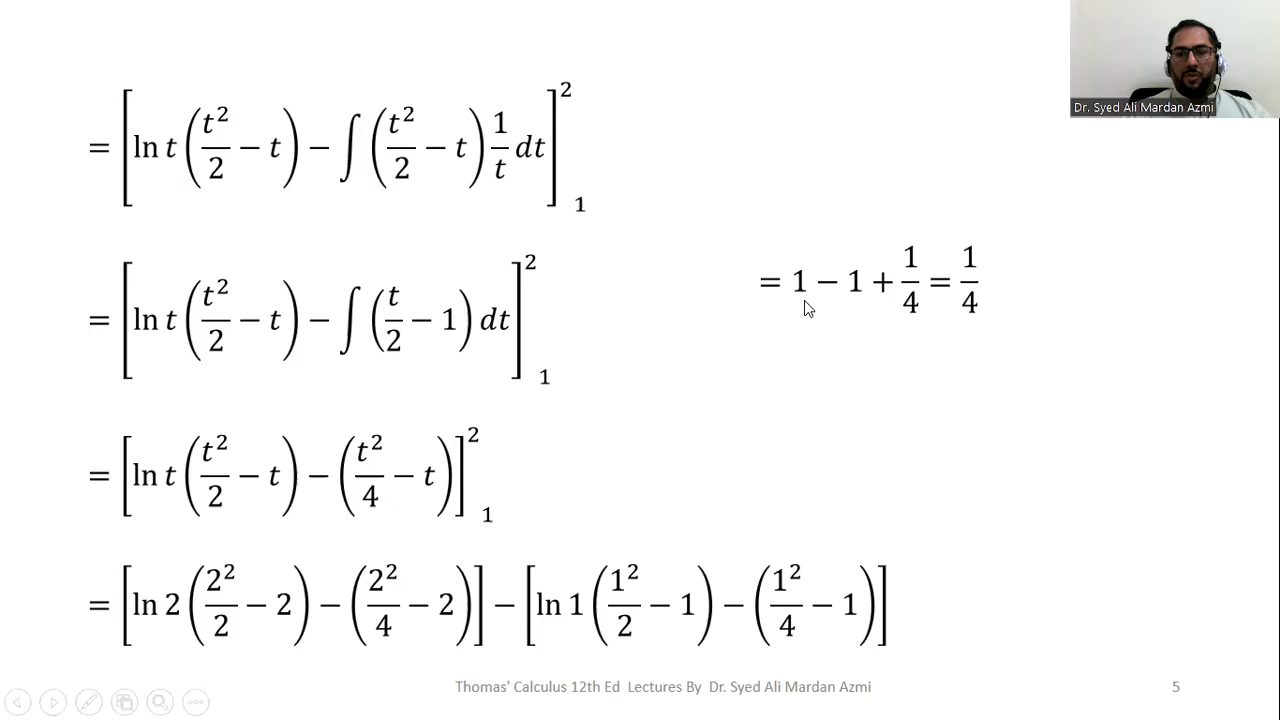 Dr. Syed Ali Mardan Azmi
= [ln t (t²/2 − t) − ∫ (t²/2 − t) 1/t dt]₁²
= [ln t (t²/2 − t) − ∫ (t/2 − 1) dt]₁²
= [ln t (t²/2 − t) − (t²/4 − t)]₁²
= [ln 2 (2²/2 − 2) − (2²/4 − 2)] − [ln 1 (1²/2 − 1) − (1²/4 − 1)]
= 1 − 1 + 1/4 = 1/4
Thomas' Calculus 12th Ed Lectures By Dr. Syed Ali Mardan Azmi
5